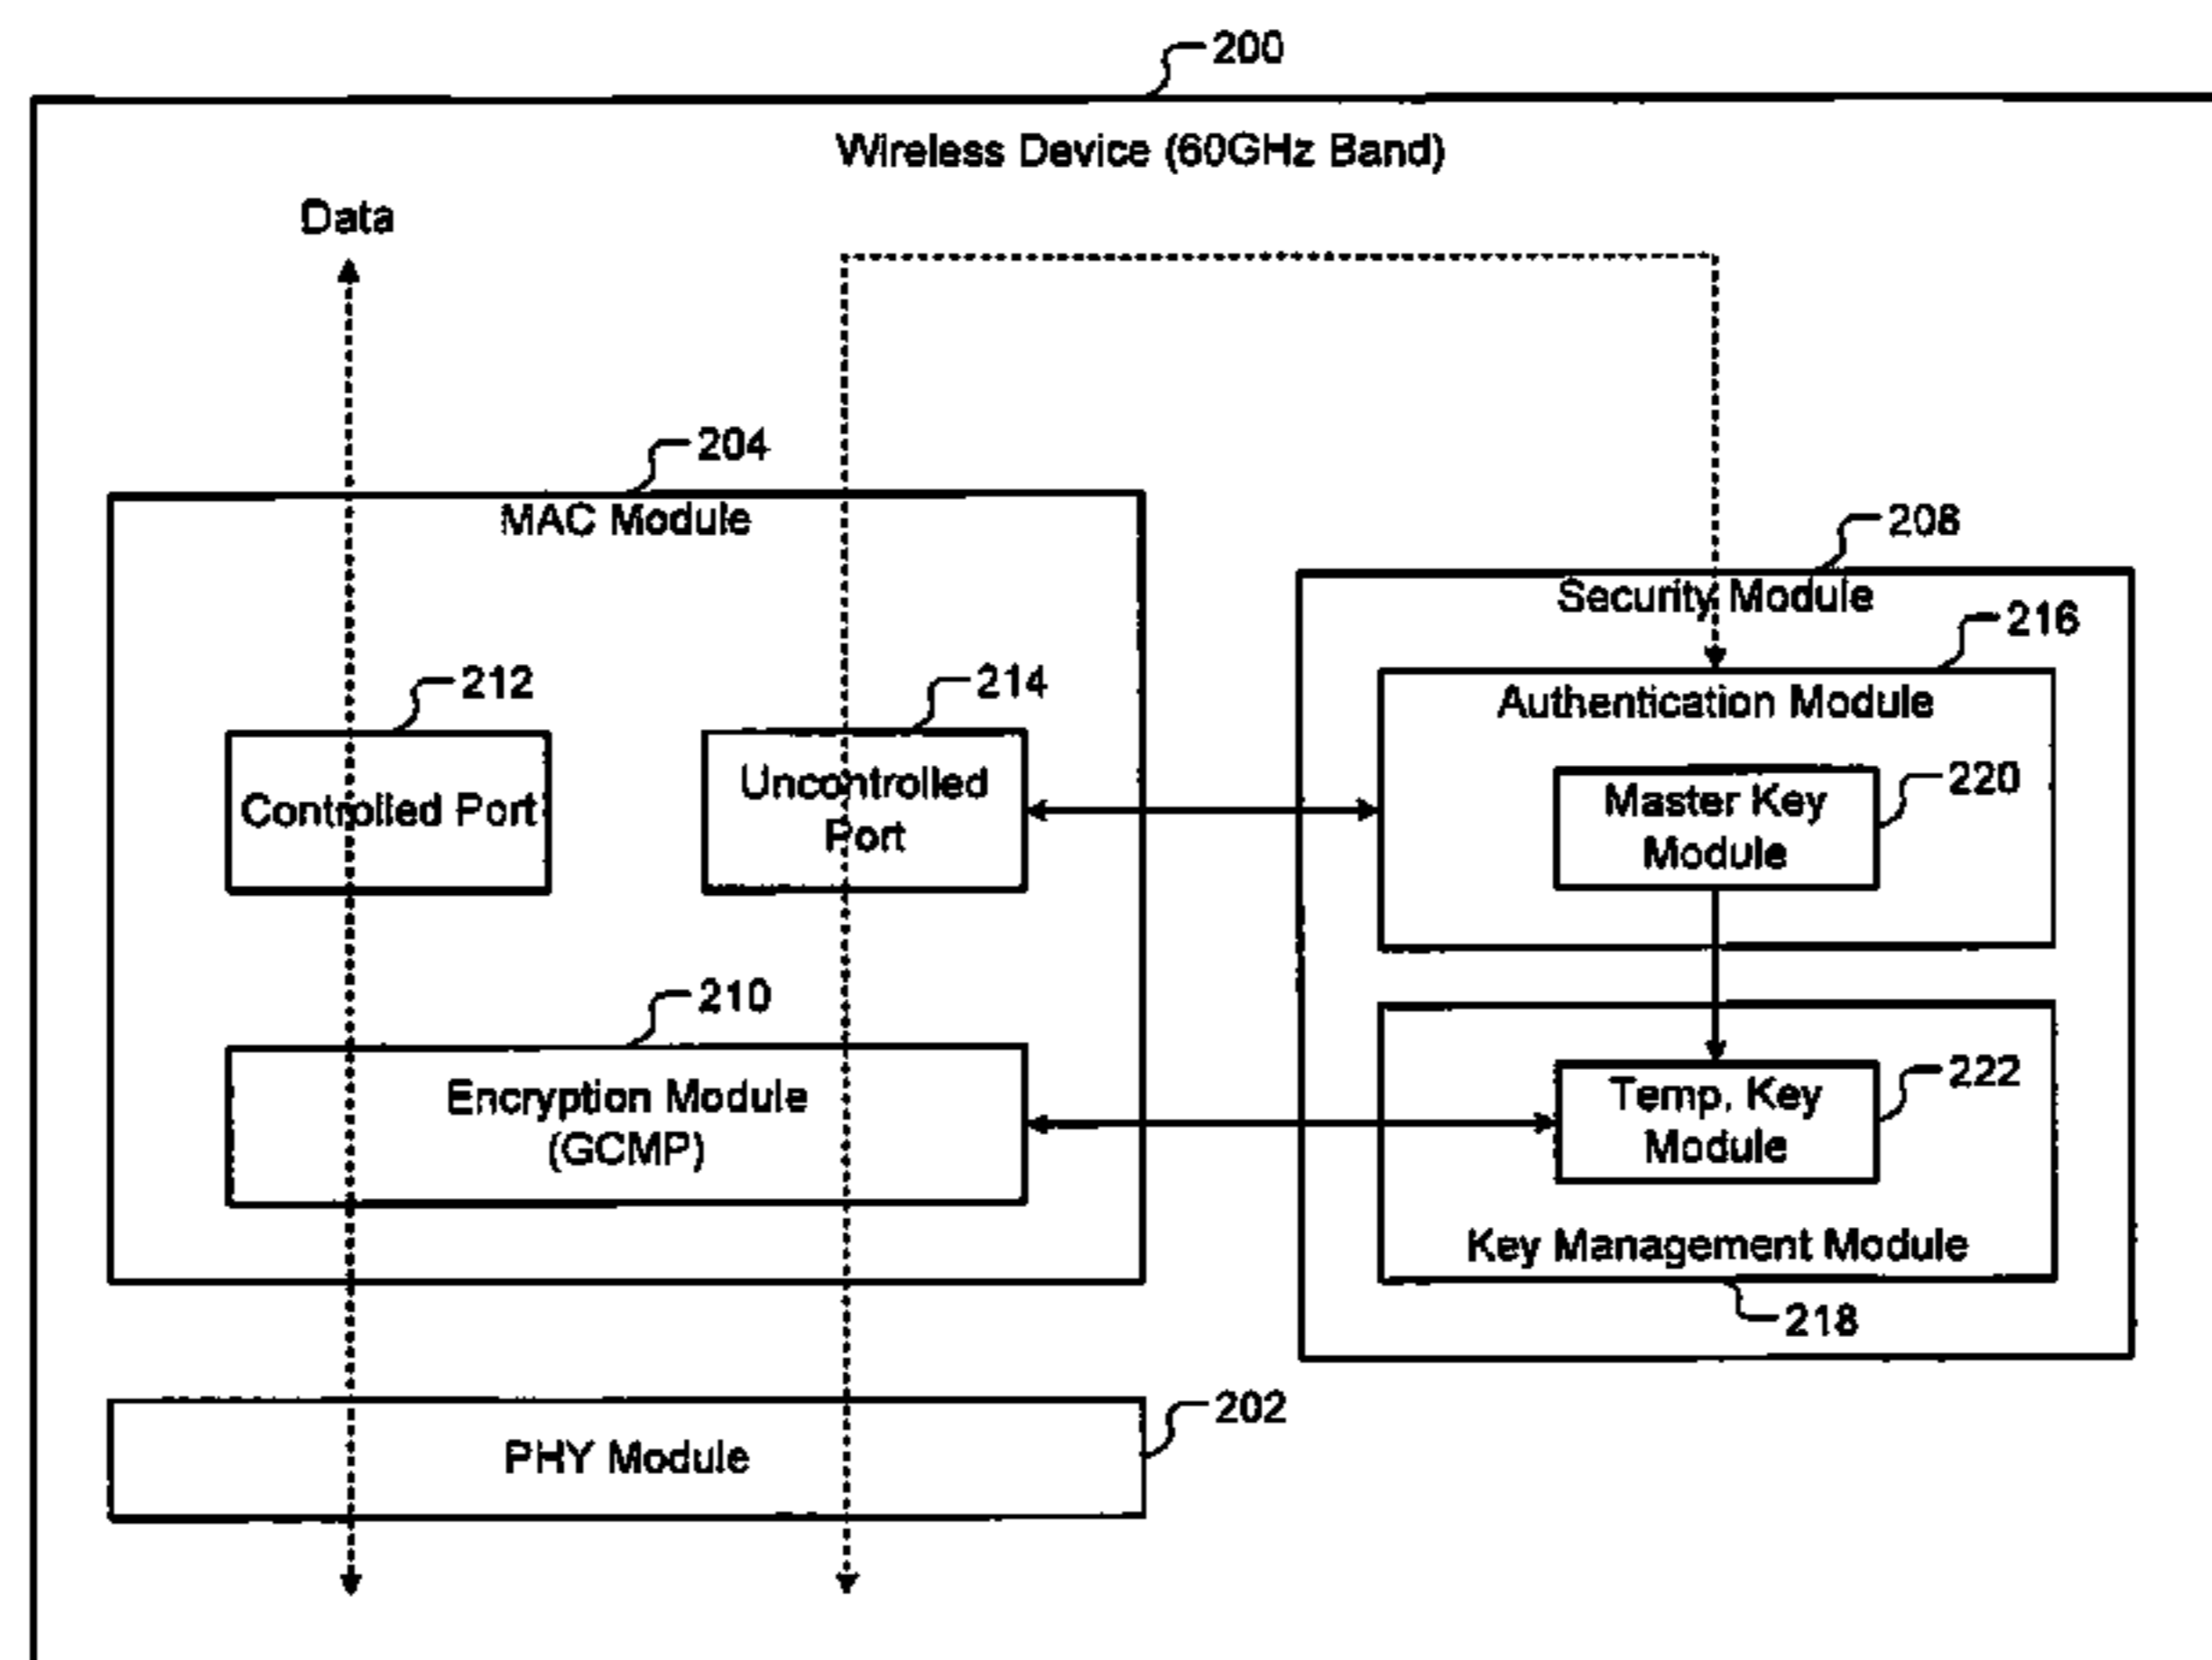 200
Wireless Device (60GHz Band)
Data
204
MAC Module
208
Security Module
216
212
214
Authentication Module
Controlled Port
Uncontrolled
Port
Master Key
Module
220
210
Encryption Module
(GCMP)
Temp. Key
Module
222
Key Management Module
218
202
PHY Module